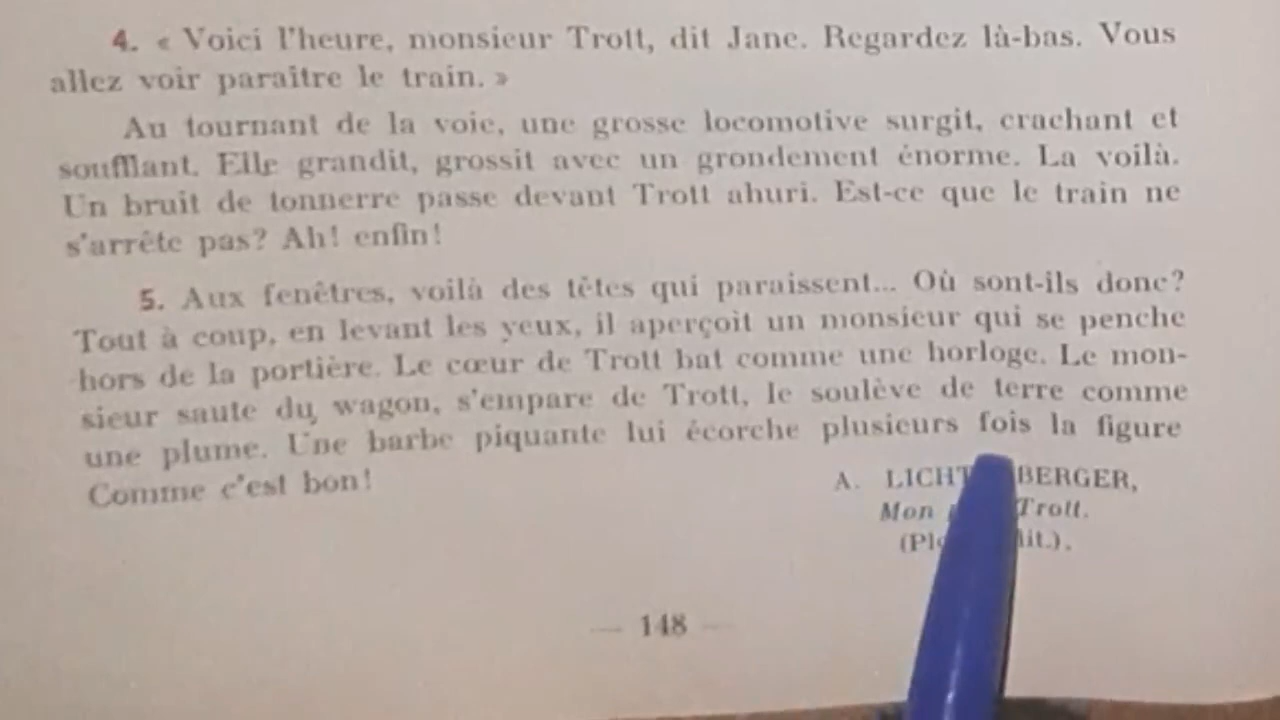 4. « Voici l'heure, monsieur Trott, dit Jane. Regardez là-bas. Vous
allez voir paraître le train. »
Au tournant de la voie, une grosse locomotive surgit, crachant et
soufflant. Elle grandit, grossit avec un grondement énorme. La voilà.
Un bruit de tonnerre passe devant Trott ahuri. Est-ce que le train ne
s'arrête pas? Ah! enfin!
5. Aux fenêtres, voilà des têtes qui paraissent... Où sont-ils donc?
Tout à coup, en levant les yeux, il aperçoit un monsieur qui se penche
hors de la portière. Le cœur de Trott bat comme une horloge. Le mon-
sieur saute du wagon, s'empare de Trott, le soulève de terre comme
une plume. Une barbe piquante lui écorche plusieurs fois la figure
Comme c'est bon!
A. LICHT BERGER,
Mon Trott.
— 148 —